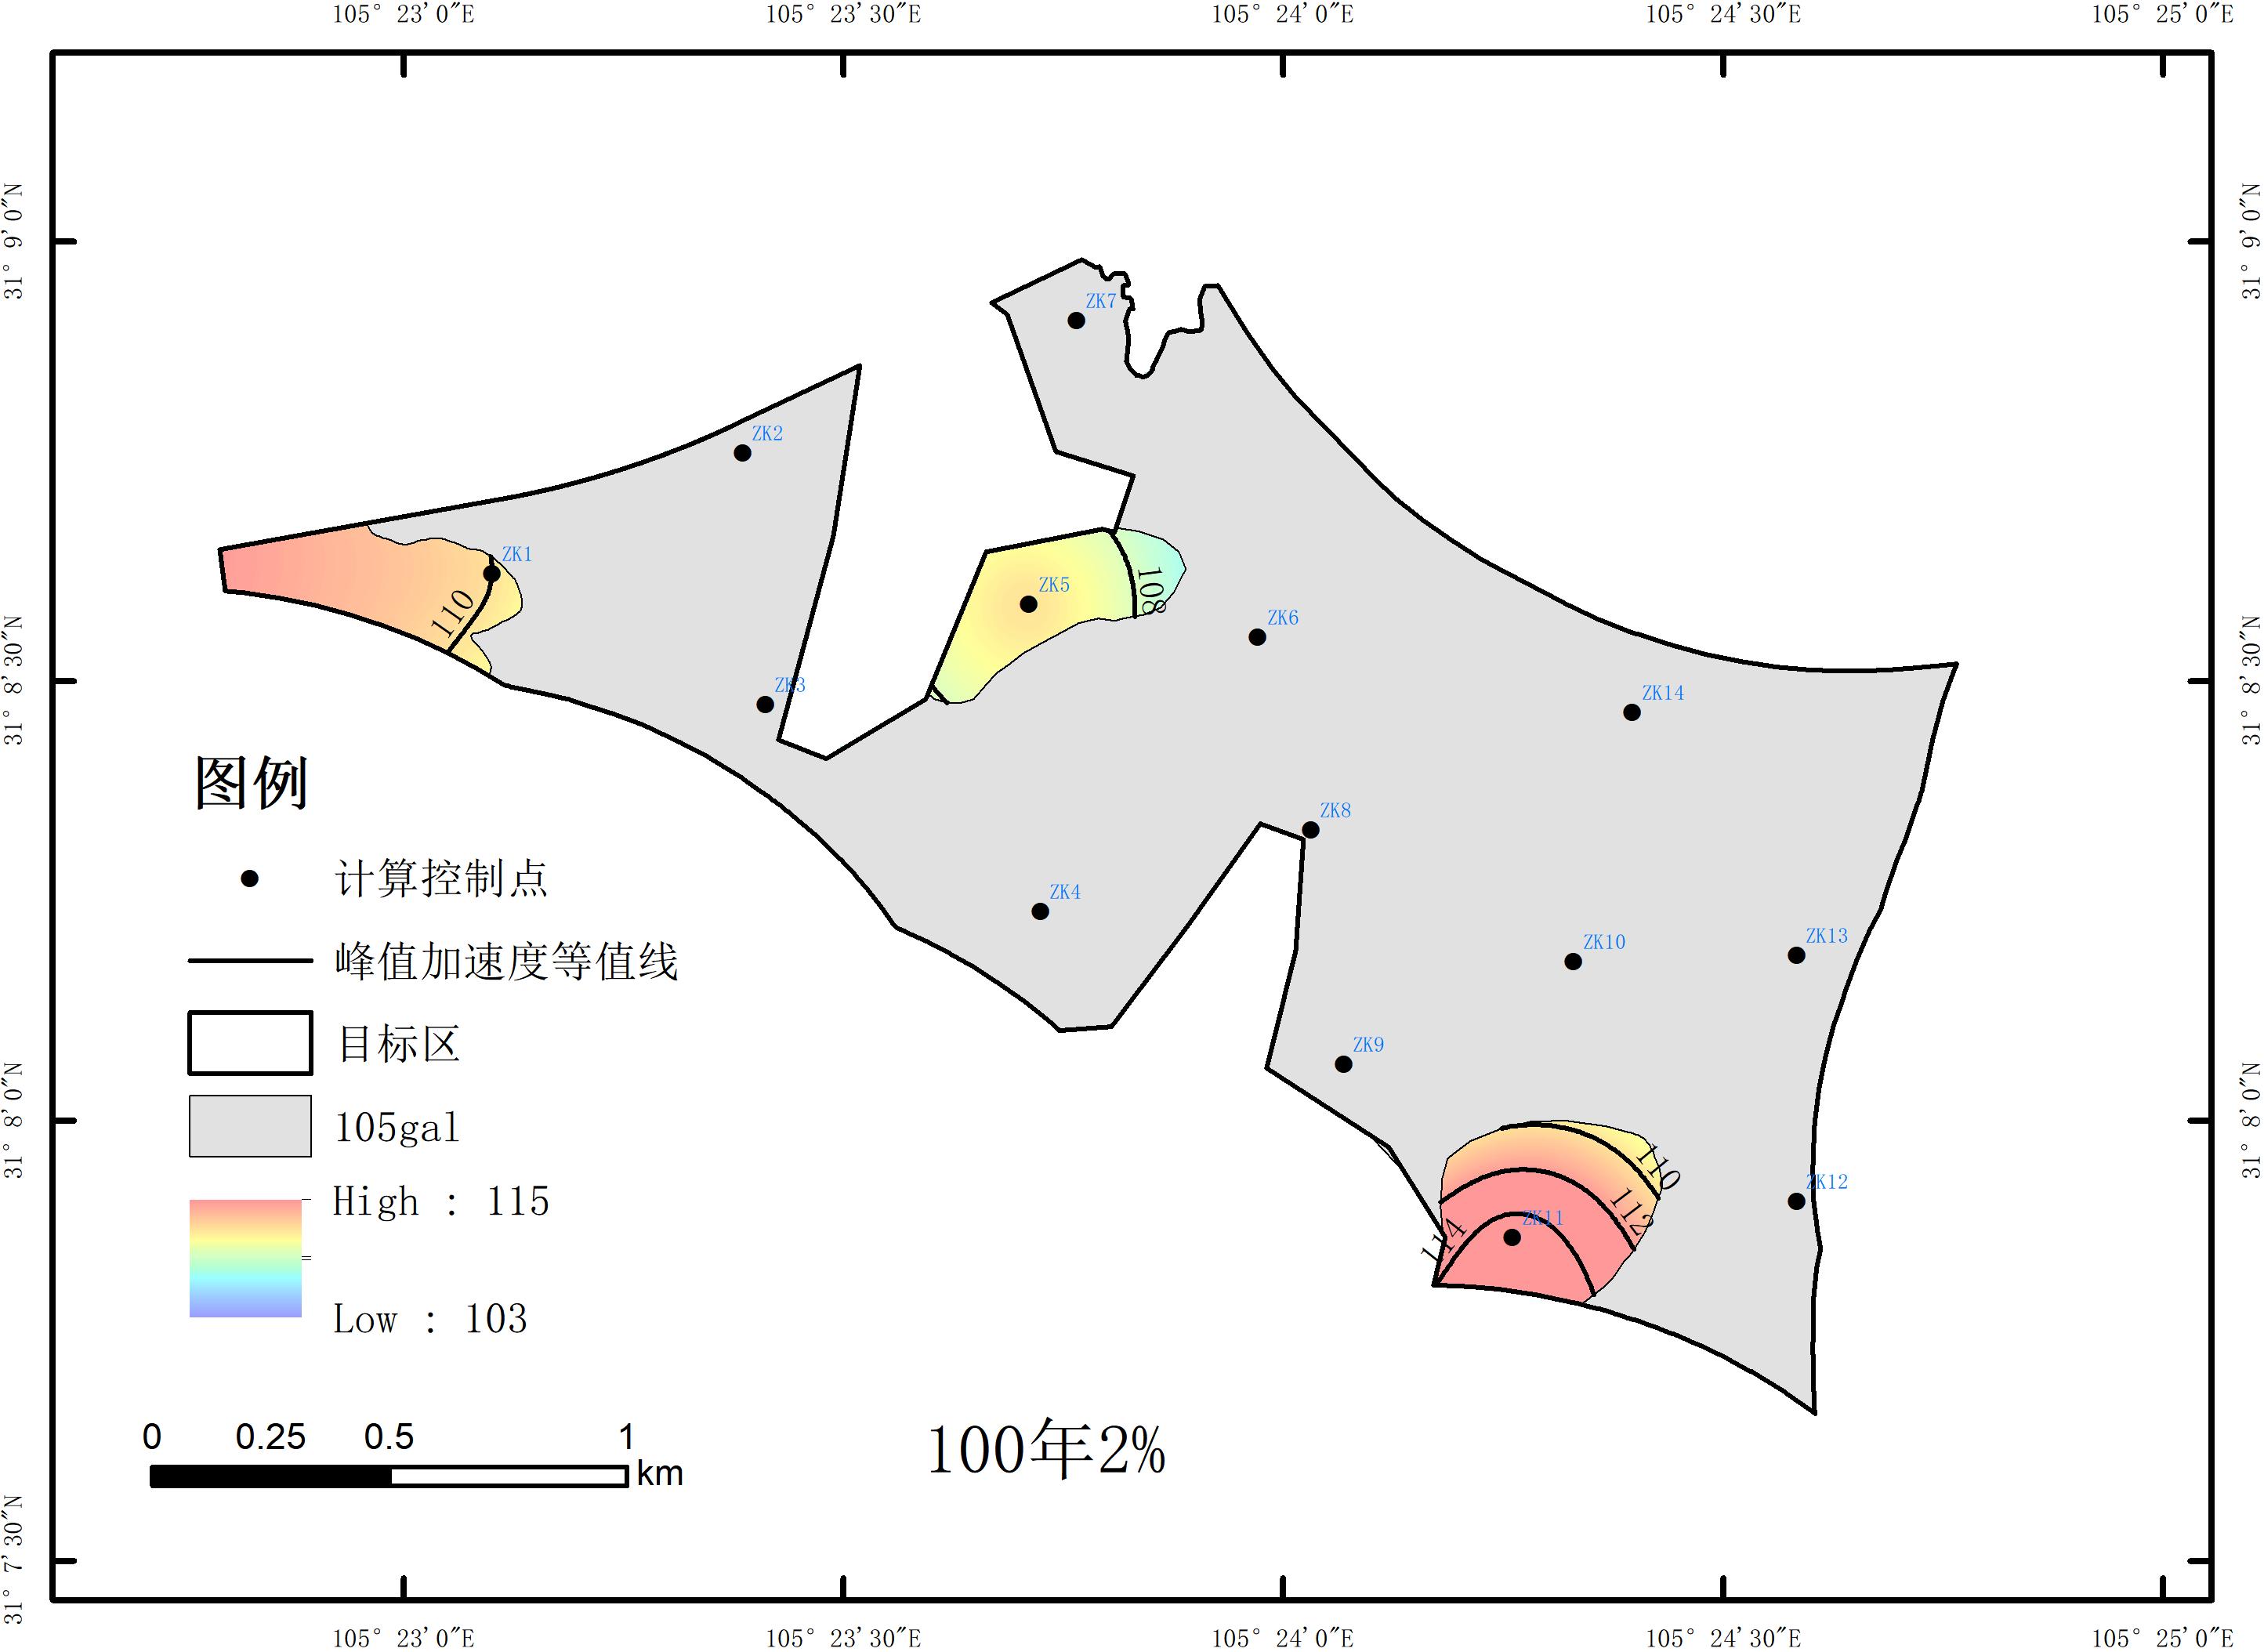 105° 23'0"E
105° 23'30"E
105° 24'0"E
105° 24'30"E
105° 25'0"E
31° 9'0"N
31° 9'0"N
ZK7
ZK2
ZK1
110
ZK5
108
ZK6
31° 8'30"N
31° 8'30"N
ZK3
ZK14
图例
ZK8
计算控制点
ZK4
峰值加速度等值线
ZK10
ZK13
目标区
ZK9
105gal
31° 8'0"N
31° 8'0"N
110
ZK12
112
ZK11
114
High : 115
Low : 103
0 0.25 0.5 1
km
100年2%
31° 7'30"N
105° 23'0"E
105° 23'30"E
105° 24'0"E
105° 24'30"E
105° 25'0"E